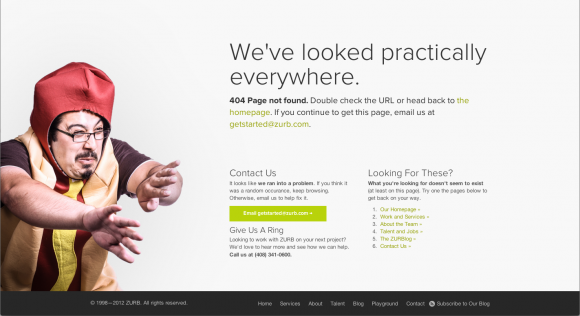 We've looked practically
everywhere.
404 Page not found. Double check the URL or head back to the
homepage. If you continue to get this page, email us at
getstarted@zurb.com.
Contact Us
It looks like we ran into a problem. If you think it
was a random occurance, keep browsing.
Otherwise, email us to help fix it.
Email getstarted@zurb.com »
Give Us A Ring
Looking to work with ZURB on your next project?
We'd love to hear more and see how we can help.
Call us at (408) 341-0600.
Looking For These?
What you're looking for doesn't seem to exist
(at least on this page). Try one the pages below to
get back on your way.
1. Our Homepage »
2. Work and Services »
3. About the Team »
4. Talent and Jobs »
5. The ZURBlog »
6. Contact Us »
© 1998—2012 ZURB. All rights reserved.
Home Services About Talent Blog Playground Contact Subscribe to Our Blog